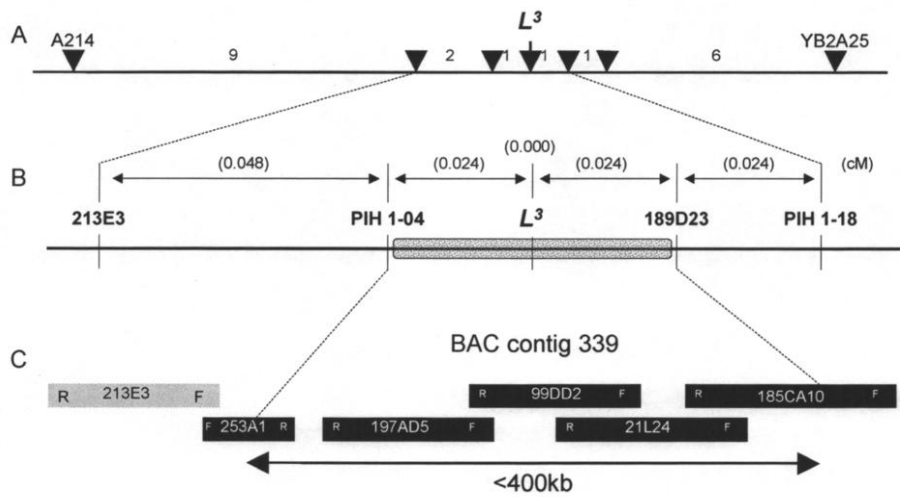 L³
A A214 YB2A25
9 2 1 1 1 6
(0.000)
(0.048) (0.024) (0.024) (0.024) (cM)
B
213E3 PIH 1-04 L³ 189D23 PIH 1-18
BAC contig 339
C
R 213E3 F R 99DD2 F R 185CA10 F
F 253A1 R R 197AD5 F R 21L24 F
<400kb